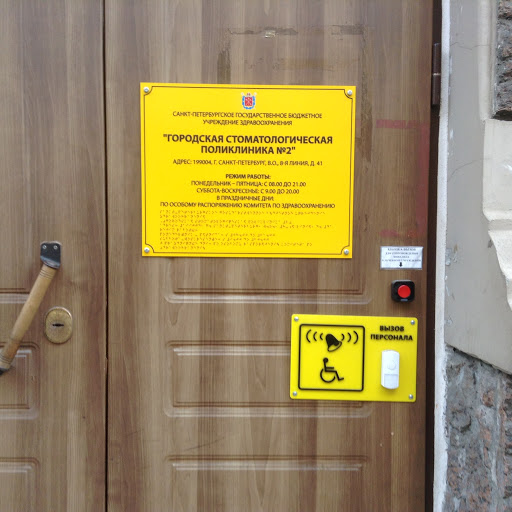 САНКТ-ПЕТЕРБУРГСКОЕ ГОСУДАРСТВЕННОЕ БЮДЖЕТНОЕ
УЧРЕЖДЕНИЕ ЗДРАВООХРАНЕНИЯ
"ГОРОДСКАЯ СТОМАТОЛОГИЧЕСКАЯ
ПОЛИКЛИНИКА №2"
АДРЕС: 199004, Г. САНКТ-ПЕТЕРБУРГ, В.О., 8-Я ЛИНИЯ, Д. 41
РЕЖИМ РАБОТЫ:
ПОНЕДЕЛЬНИК – ПЯТНИЦА: С 08.00 ДО 21.00
СУББОТА-ВОСКРЕСЕНЬЕ: С 9.00 ДО 20.00
В ПРАЗДНИЧНЫЕ ДНИ:
ПО ОСОБОМУ РАСПОРЯЖЕНИЮ КОМИТЕТА ПО ЗДРАВООХРАНЕНИЮ
ВЫЗОВ
ПЕРСОНАЛА